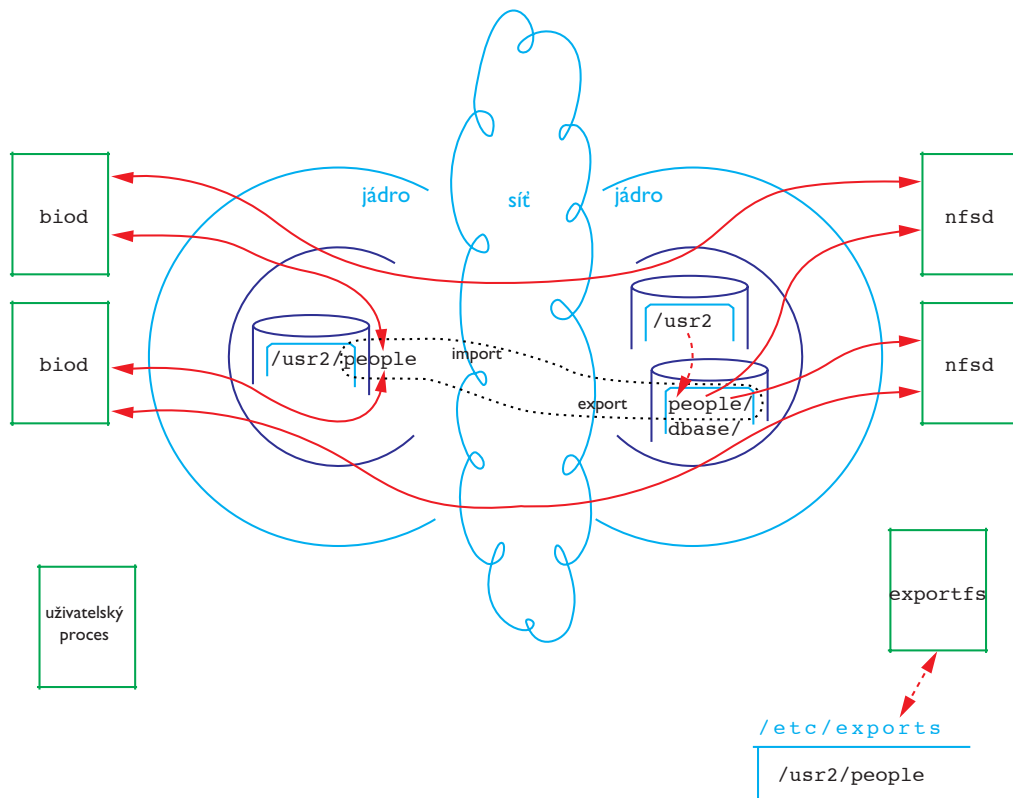 jádro
síť
jádro
biod
nfsd
biod
nfsd
/usr2
/usr2/people
import
export
people/
dbase/
uživatelský
proces
exportfs
/etc/exports
/usr2/people